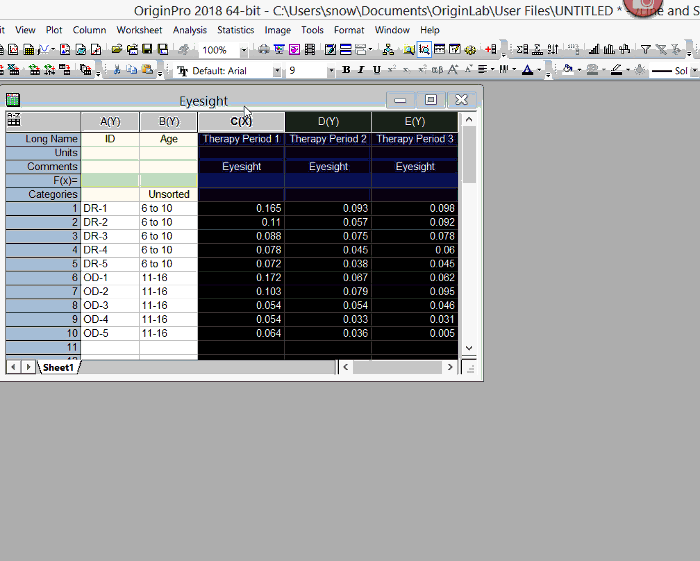 OriginPro 2018 64-bit - C:\Users\snow\Documents\OriginLab\User Files\UNTITLED * - and S
it View Plot Column Worksheet Analysis Statistics Image Tools Format Window Help
100%
Default: Arial 9 B I U Sol
Eyesight
A(Y) B(Y) C(X) D(Y) E(Y)
Long Name ID Age Therapy Period 1 Therapy Period 2 Therapy Period 3
Units
Comments Eyesight Eyesight Eyesight
F(x)=
Categories Unsorted
1 DR-1 6 to 10 0.165 0.093 0.098
2 DR-2 6 to 10 0.11 0.057 0.092
3 DR-3 6 to 10 0.088 0.075 0.078
4 DR-4 6 to 10 0.078 0.045 0.06
5 DR-5 6 to 10 0.072 0.038 0.045
6 OD-1 11-16 0.172 0.067 0.062
7 OD-2 11-16 0.103 0.079 0.095
8 OD-3 11-16 0.054 0.054 0.046
9 OD-4 11-16 0.054 0.033 0.031
10 OD-5 11-16 0.064 0.036 0.005
11
Sheet1